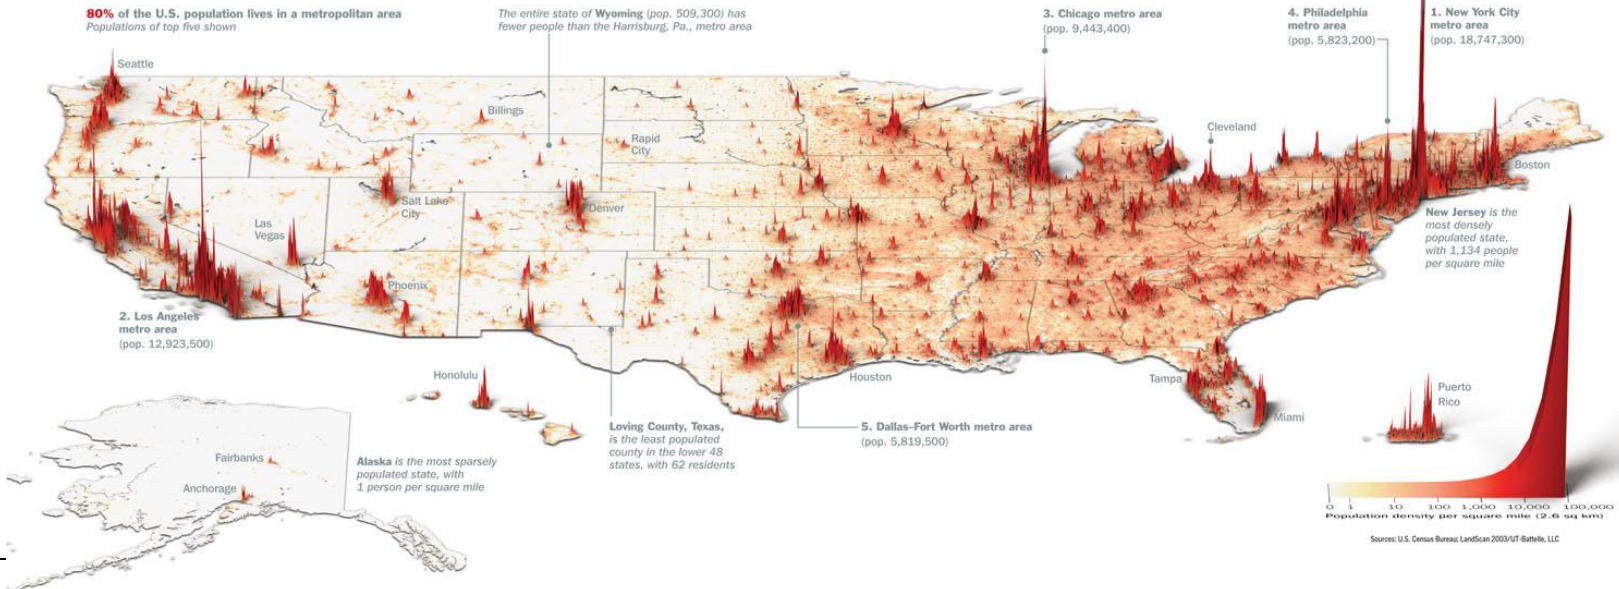 80% of the U.S. population lives in a metropolitan area
Populations of top five shown
The entire state of Wyoming (pop. 509,300) has
fewer people than the Harrisburg, Pa., metro area
3. Chicago metro area
(pop. 9,443,400)
4. Philadelphia
metro area
(pop. 5,823,200)
1. New York City
metro area
(pop. 18,747,300)
Seattle
Billings
Rapid
City
Cleveland
Boston
Salt Lake
City
Denver
Las
Vegas
Phoenix
New Jersey is the
most densely
populated state,
with 1,134 people
per square mile
2. Los Angeles
metro area
(pop. 12,923,500)
Honolulu
Houston
Tampa
Miami
Puerto
Rico
Loving County, Texas,
is the least populated
county in the lower 48
states, with 62 residents
5. Dallas–Fort Worth metro area
(pop. 5,819,500)
Fairbanks
Anchorage
Alaska is the most sparsely
populated state, with
1 person per square mile
0 1 10 100 1,000 10,000 100,000
Population density per square mile (2.6 sq km)
Sources: U.S. Census Bureau; LandScan 2003/UT-Battelle, LLC